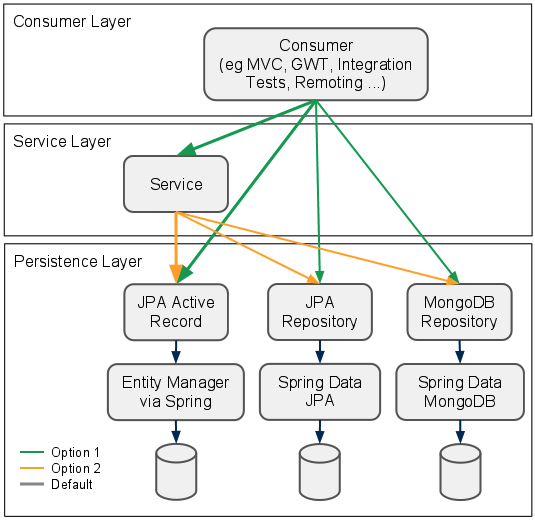 Consumer Layer
Consumer
(eg MVC, GWT, Integration
Tests, Remoting ...)
Service Layer
Service
Persistence Layer
JPA Active
Record
JPA
Repository
MongoDB
Repository
Entity Manager
via Spring
Spring Data
JPA
Spring Data
MongoDB
Option 1
Option 2
Default